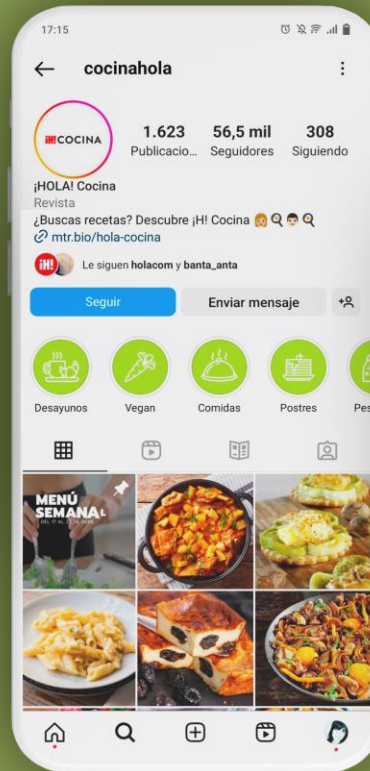 17:15
cocinahola
¡H! COCINA
1.623 56,5 mil 308
Publicacio... Seguidores Siguiendo
¡HOLA! Cocina
Revista
¿Buscas recetas? Descubre ¡H! Cocina
mtr.bio/hola-cocina
¡H! Le siguen holacom y banta_anta
Seguir Enviar mensaje
Desayunos Vegan Comidas Postres Pes
MENÚ
SEMANAL